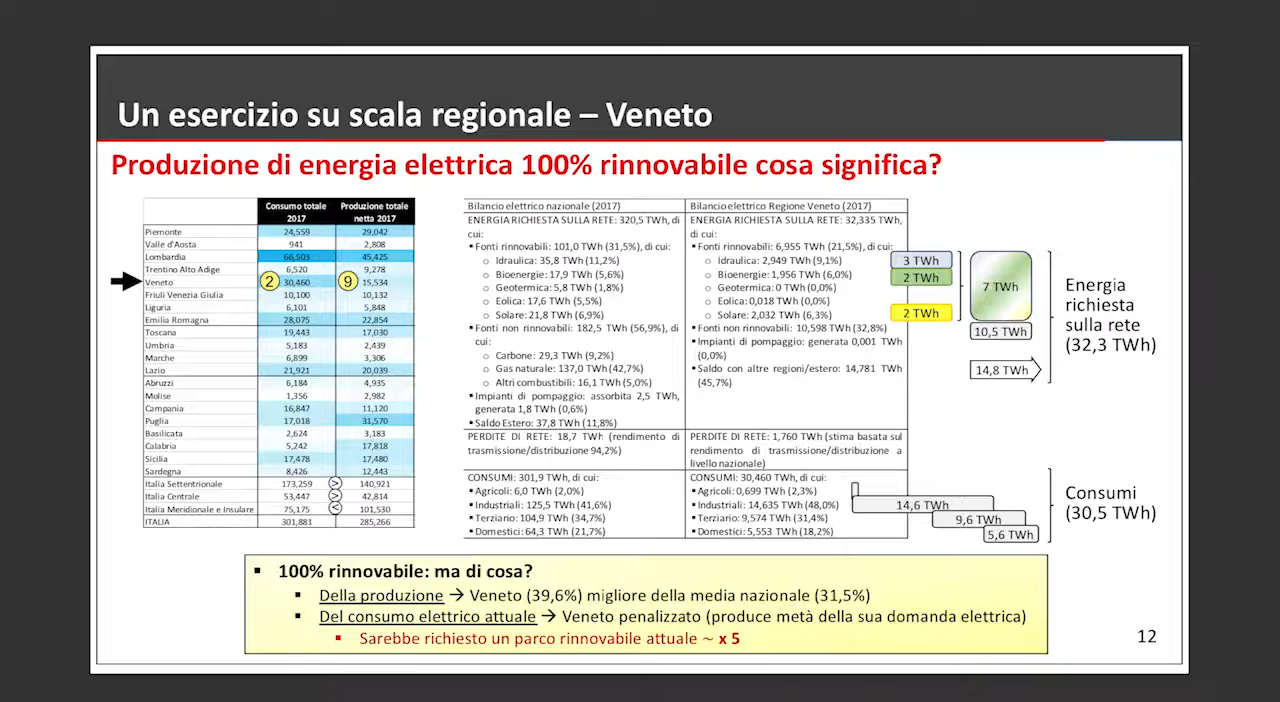 Un esercizio su scala regionale – Veneto
Produzione di energia elettrica 100% rinnovabile cosa significa?
Consumo totale 2017 Produzione totale netta 2017
Piemonte 24,559 29,042
Valle d'Aosta 941 2,808
Lombardia 66,503 45,425
Trentino Alto Adige 6,520 9,278
Veneto 2 30,460 9 15,534
Friuli Venezia Giulia 10,100 10,132
Liguria 6,101 5,848
Emilia Romagna 28,075 22,854
Toscana 19,443 17,030
Umbria 5,183 2,439
Marche 6,899 3,306
Lazio 21,921 20,039
Abruzzi 6,184 4,935
Molise 1,356 2,982
Campania 16,847 11,120
Puglia 17,018 31,570
Basilicata 2,624 3,183
Calabria 5,242 17,818
Sicilia 17,478 17,480
Sardegna 8,426 12,443
Italia Settentrionale 173,259 > 140,921
Italia Centrale 53,447 > 42,814
Italia Meridionale e Insulare 75,175 < 101,530
ITALIA 301,881 285,266
Bilancio elettrico nazionale (2017)
ENERGIA RICHIESTA SULLA RETE: 320,5 TWh, di
cui:
▪ Fonti rinnovabili: 101,0 TWh (31,5%), di cui:
o Idraulica: 35,8 TWh (11,2%)
o Bioenergie: 17,9 TWh (5,6%)
o Geotermica: 5,8 TWh (1,8%)
o Eolica: 17,6 TWh (5,5%)
o Solare: 21,8 TWh (6,9%)
▪ Fonti non rinnovabili: 182,5 TWh (56,9%), di
cui:
o Carbone: 29,3 TWh (9,2%)
o Gas naturale: 137,0 TWh (42,7%)
o Altri combustibili: 16,1 TWh (5,0%)
▪ Impianti di pompaggio: assorbita 2,5 TWh,
generata 1,8 TWh (0,6%)
▪ Saldo Estero: 37,8 TWh (11,8%)
PERDITE DI RETE: 18,7 TWh (rendimento di
trasmissione/distribuzione 94,2%)
CONSUMI: 301,9 TWh, di cui:
▪ Agricoli: 6,0 TWh (2,0%)
▪ Industriali: 125,5 TWh (41,6%)
▪ Terziario: 104,9 TWh (34,7%)
▪ Domestici: 64,3 TWh (21,7%)
Bilancio elettrico Regione Veneto (2017)
ENERGIA RICHIESTA SULLA RETE: 32,335 TWh,
di cui:
▪ Fonti rinnovabili: 6,955 TWh (21,5%), di cui:
o Idraulica: 2,949 TWh (9,1%)
o Bioenergie: 1,956 TWh (6,0%)
o Geotermica: 0 TWh (0,0%)
o Eolica: 0,018 TWh (0,0%)
o Solare: 2,032 TWh (6,3%)
▪ Fonti non rinnovabili: 10,598 TWh (32,8%)
▪ Impianti di pompaggio: generata 0,001 TWh
(0,0%)
▪ Saldo con altre regioni/estero: 14,781 TWh
(45,7%)
PERDITE DI RETE: 1,760 TWh (stima basata sul
rendimento di trasmissione/distribuzione a
livello nazionale)
CONSUMI: 30,460 TWh, di cui:
▪ Agricoli: 0,699 TWh (2,3%)
▪ Industriali: 14,635 TWh (48,0%)
▪ Terziario: 9,574 TWh (31,4%)
▪ Domestici: 5,553 TWh (18,2%)
3 TWh
2 TWh
2 TWh
7 TWh
10,5 TWh
14,8 TWh
Energia
richiesta
sulla rete
(32,3 TWh)
14,6 TWh
9,6 TWh
5,6 TWh
Consumi
(30,5 TWh)
▪ 100% rinnovabile: ma di cosa?
▪ Della produzione → Veneto (39,6%) migliore della media nazionale (31,5%)
▪ Del consumo elettrico attuale → Veneto penalizzato (produce metà della sua domanda elettrica)
▪ Sarebbe richiesto un parco rinnovabile attuale ~ x 5
12